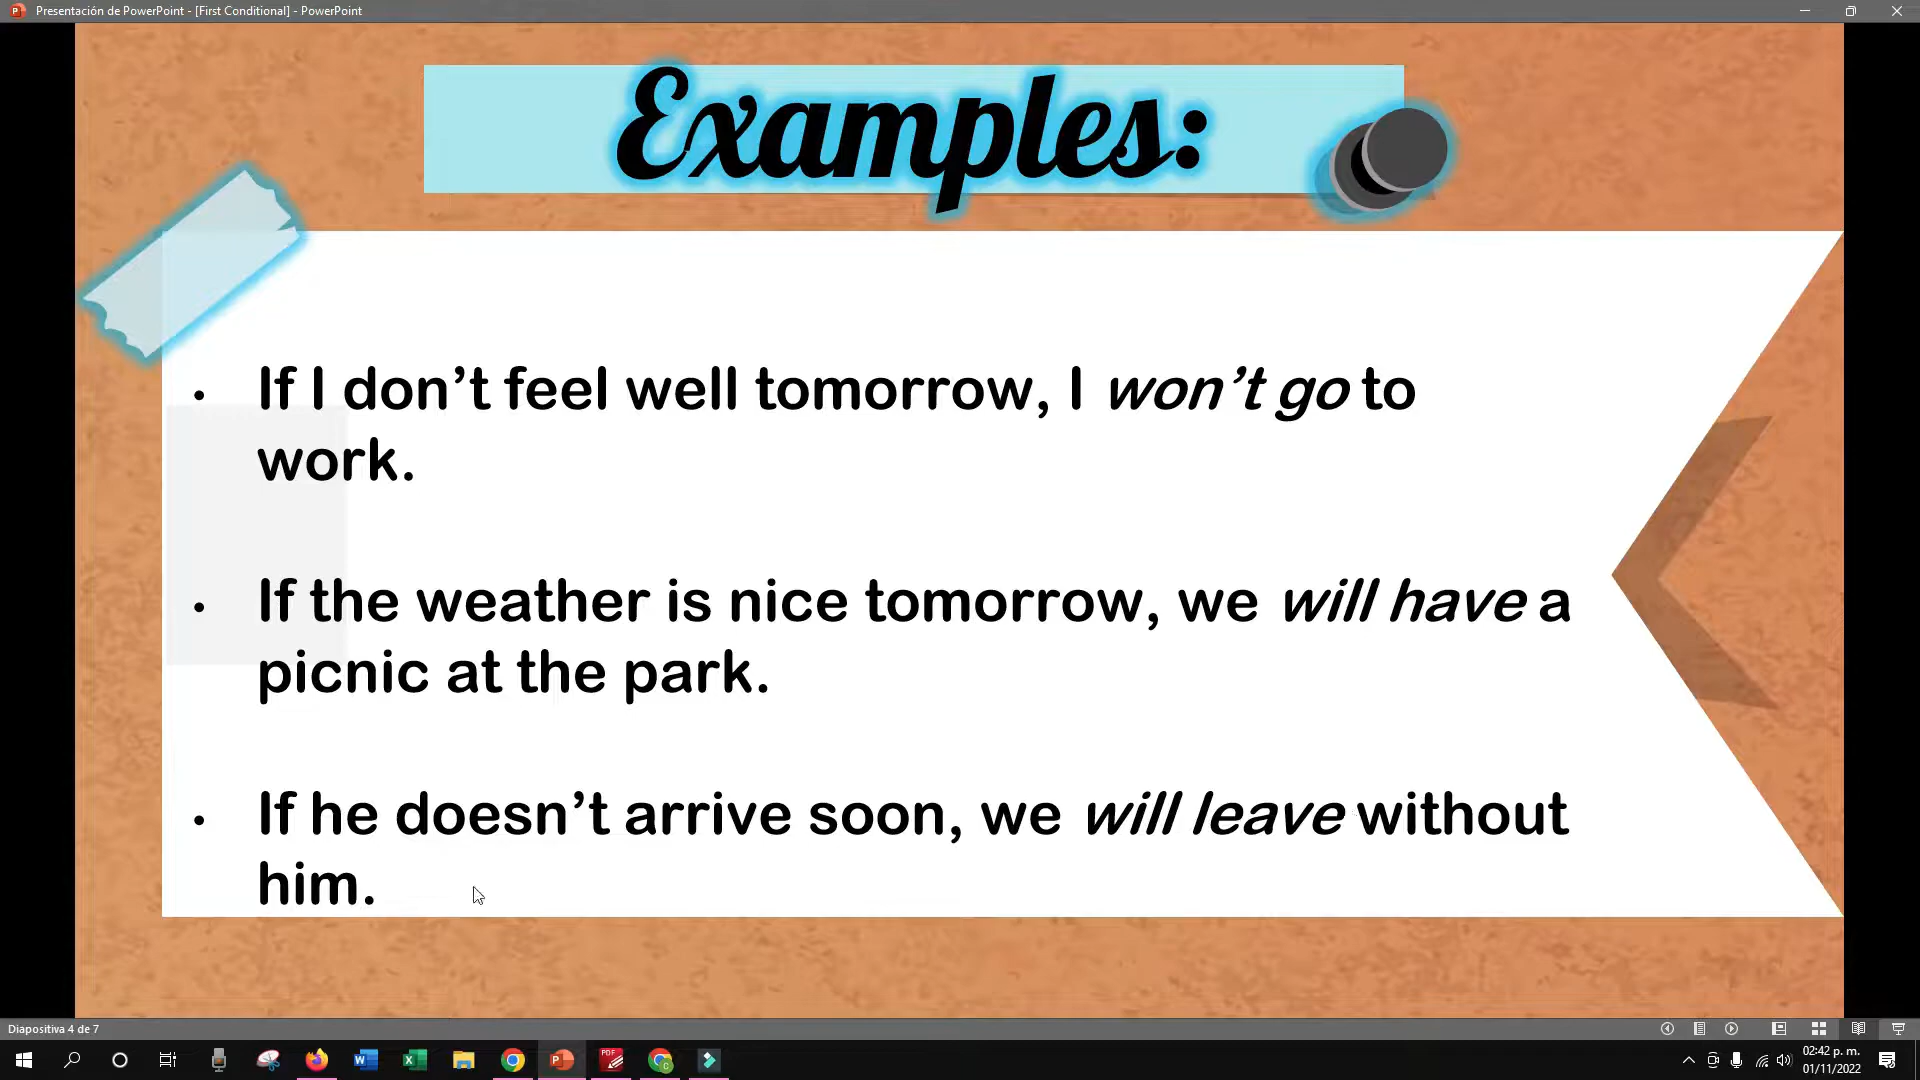 Presentación de PowerPoint - [First Conditional] - PowerPoint
Examples:
• If I don’t feel well tomorrow, I won’t go to
work.
• If the weather is nice tomorrow, we will have a
picnic at the park.
• If he doesn’t arrive soon, we will leave without
him.
Diapositiva 4 de 7
02:42 p. m.
01/11/2022